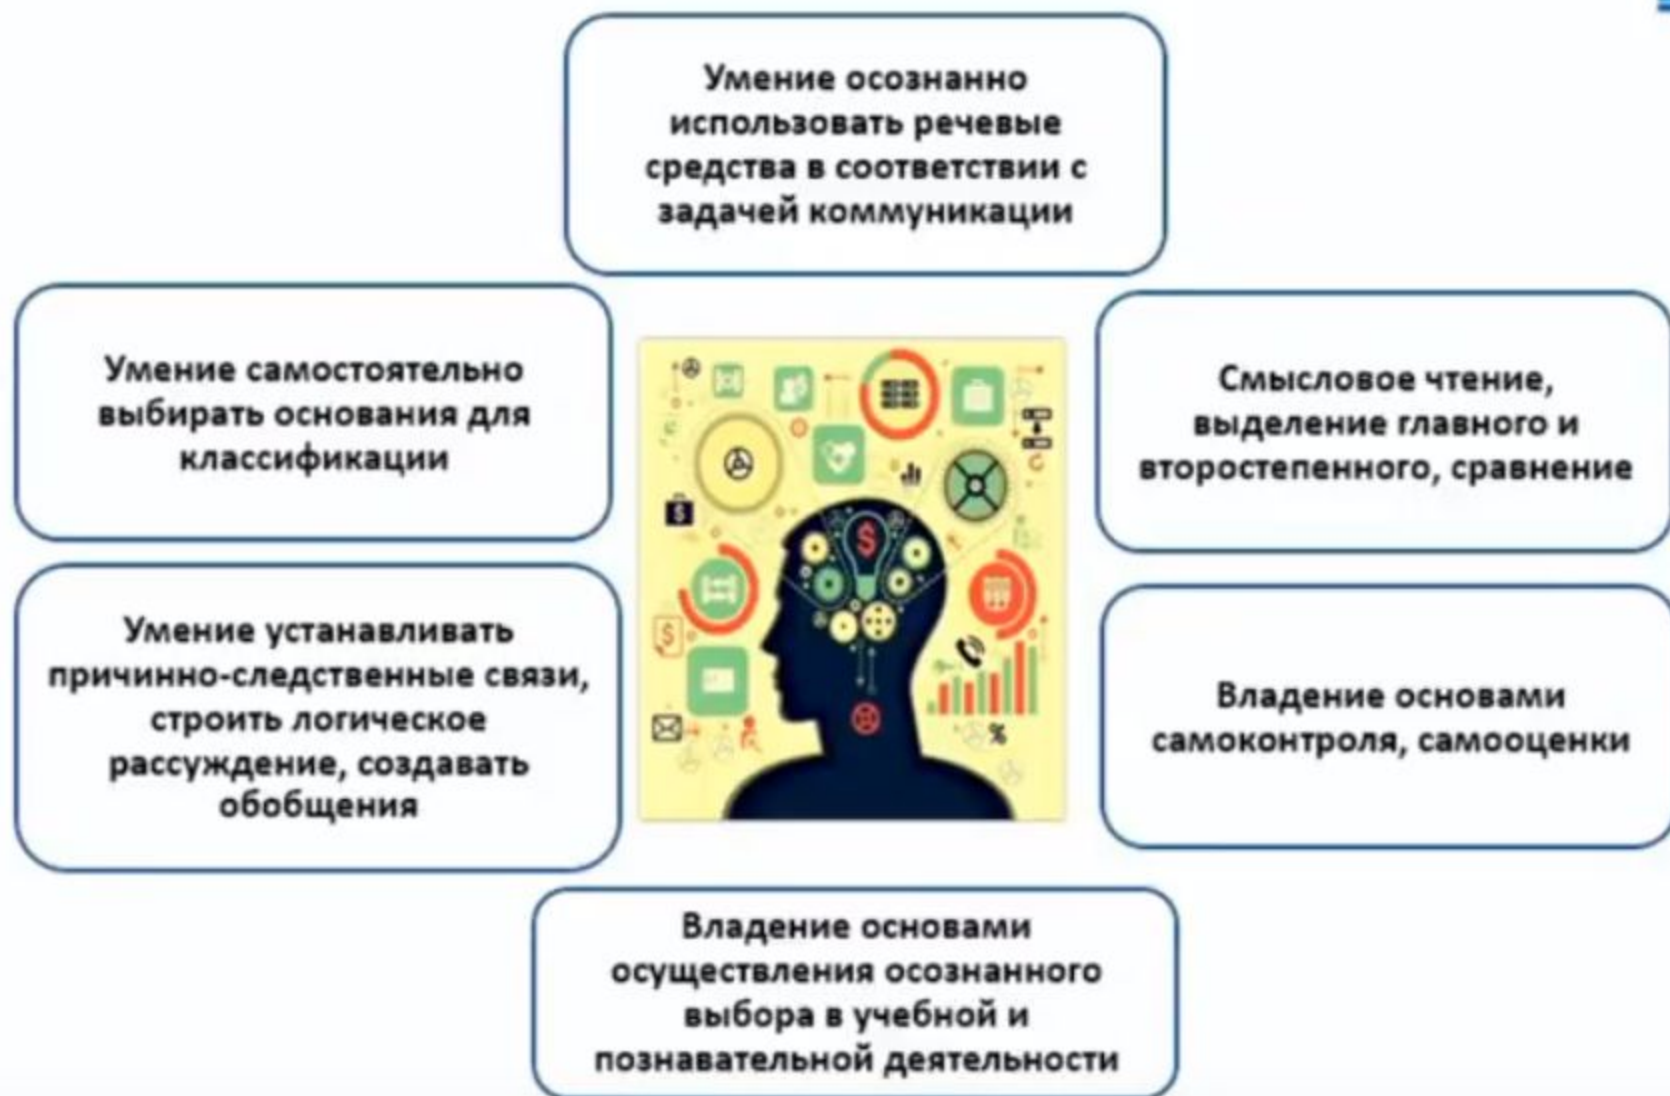 Умение осознанно
использовать речевые
средства в соответствии с
задачей коммуникации
Умение самостоятельно
выбирать основания для
классификации
Смысловое чтение,
выделение главного и
второстепенного, сравнение
Умение устанавливать
причинно-следственные связи,
строить логическое
рассуждение, создавать
обобщения
Владение основами
самоконтроля, самооценки
Владение основами
осуществления осознанного
выбора в учебной и
познавательной деятельности